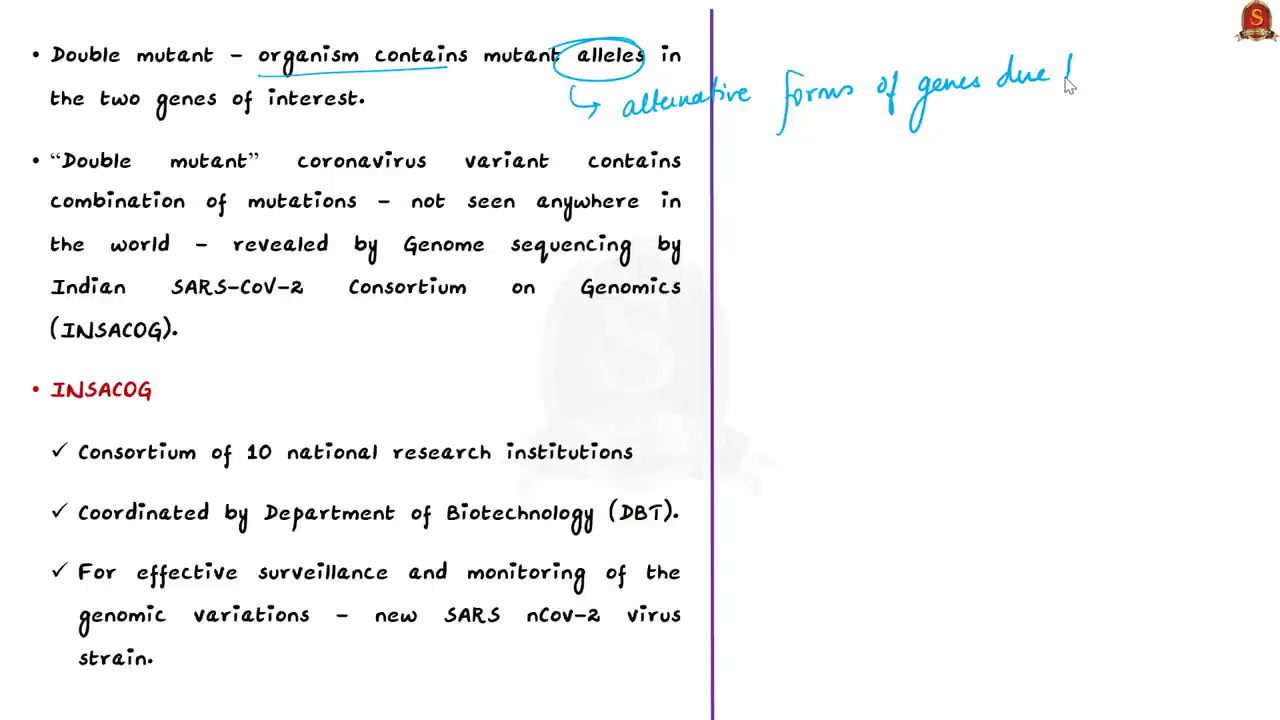 • Double mutant – organism contains mutant alleles in
the two genes of interest.
alternative forms of genes due
• “Double mutant” coronavirus variant contains
combination of mutations – not seen anywhere in
the world – revealed by Genome sequencing by
Indian SARS-CoV-2 Consortium on Genomics
(INSACOG).
• INSACOG
✓ Consortium of 10 national research institutions
✓ Coordinated by Department of Biotechnology (DBT).
✓ For effective surveillance and monitoring of the
genomic variations – new SARS nCov-2 virus
strain.